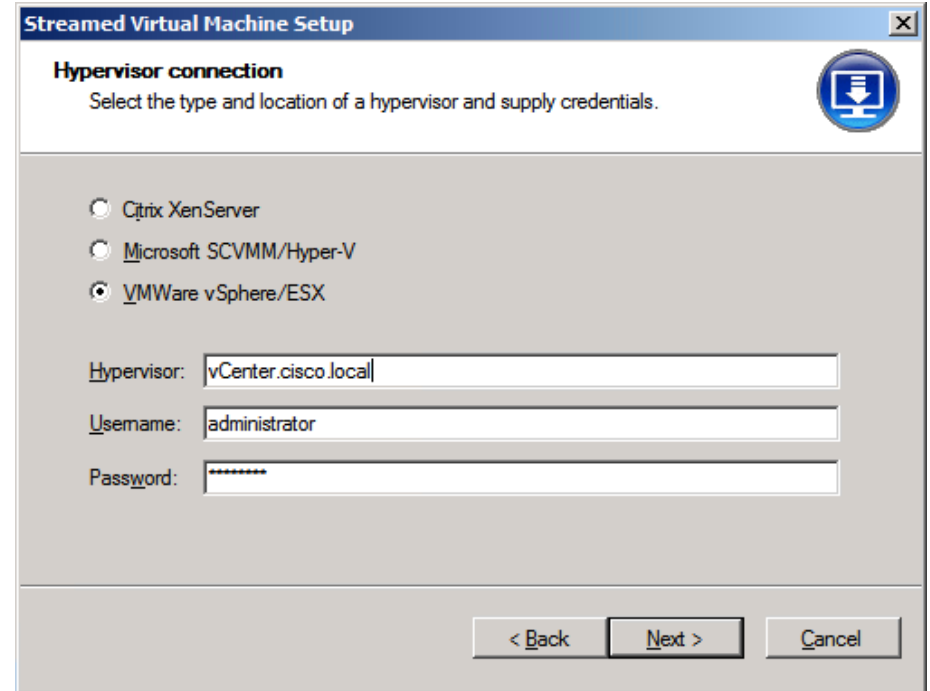 Streamed Virtual Machine Setup
Hypervisor connection
Select the type and location of a hypervisor and supply credentials.
Citrix XenServer
Microsoft SCVMM/Hyper-V
VMWare vSphere/ESX
Hypervisor: vCenter.cisco.local
Username: administrator
Password: ********
< Back Next > Cancel